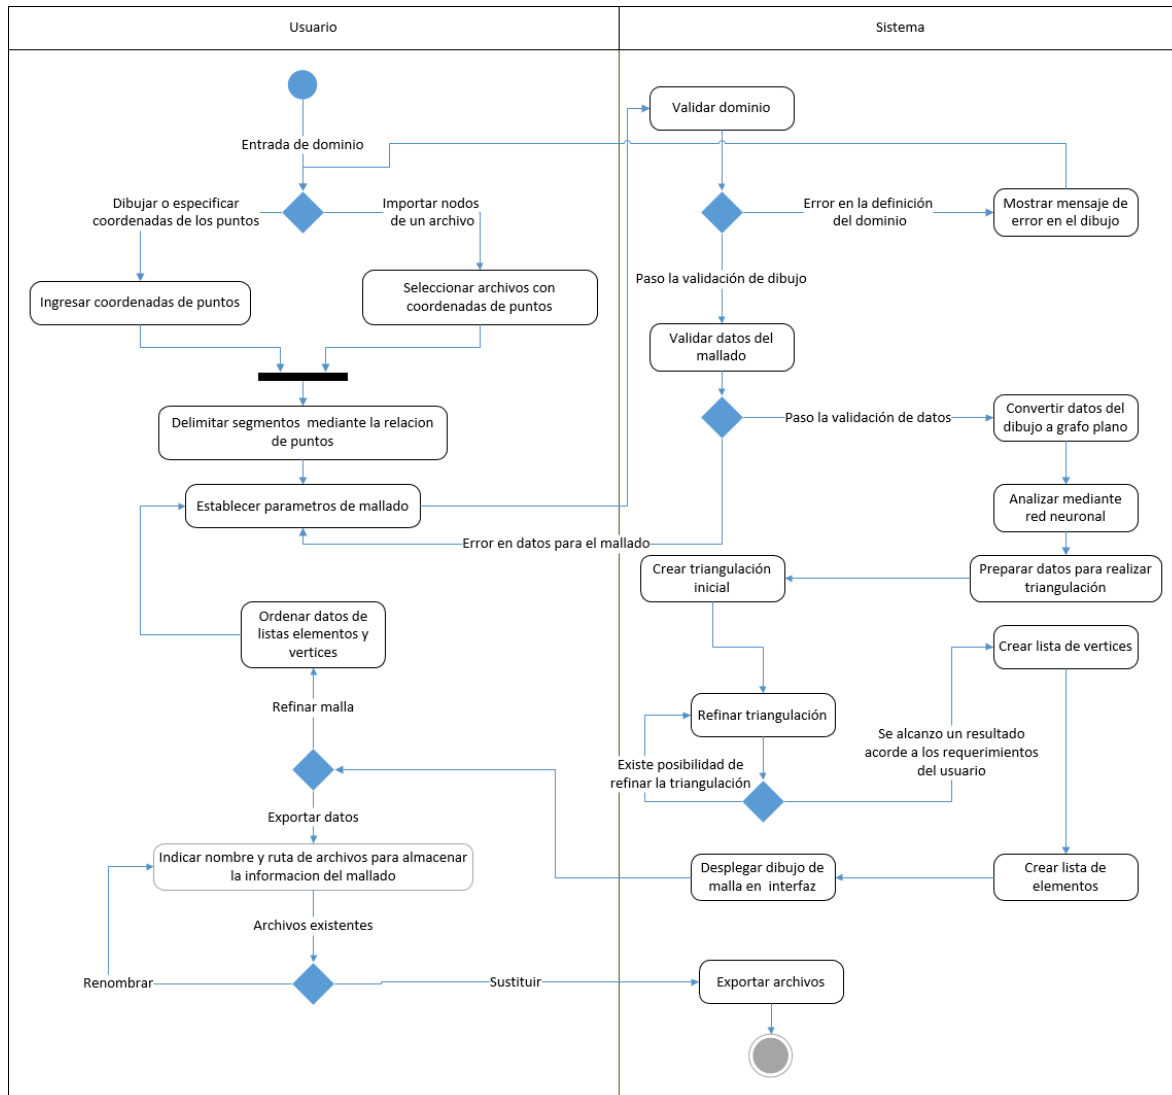 Usuario
Sistema
Entrada de dominio
Dibujar o especificar
coordenadas de los puntos
Importar nodos
de un archivo
Ingresar coordenadas de puntos
Seleccionar archivos con
coordenadas de puntos
Delimitar segmentos mediante la relacion
de puntos
Establecer parametros de mallado
Error en datos para el mallado
Ordenar datos de
listas elementos y
vertices
Refinar malla
Exportar datos
Indicar nombre y ruta de archivos para almacenar
la informacion del mallado
Archivos existentes
Renombrar
Sustituir
Validar dominio
Error en la definición
del dominio
Mostrar mensaje de
error en el dibujo
Paso la validación de dibujo
Validar datos del
mallado
Paso la validación de datos
Convertir datos del
dibujo a grafo plano
Analizar mediante
red neuronal
Preparar datos para realizar
triangulación
Crear triangulación
inicial
Refinar triangulación
Existe posibilidad de
refinar la triangulación
Se alcanzo un resultado
acorde a los requerimientos
del usuario
Crear lista de vertices
Crear lista de
elementos
Desplegar dibujo de
malla en interfaz
Exportar archivos